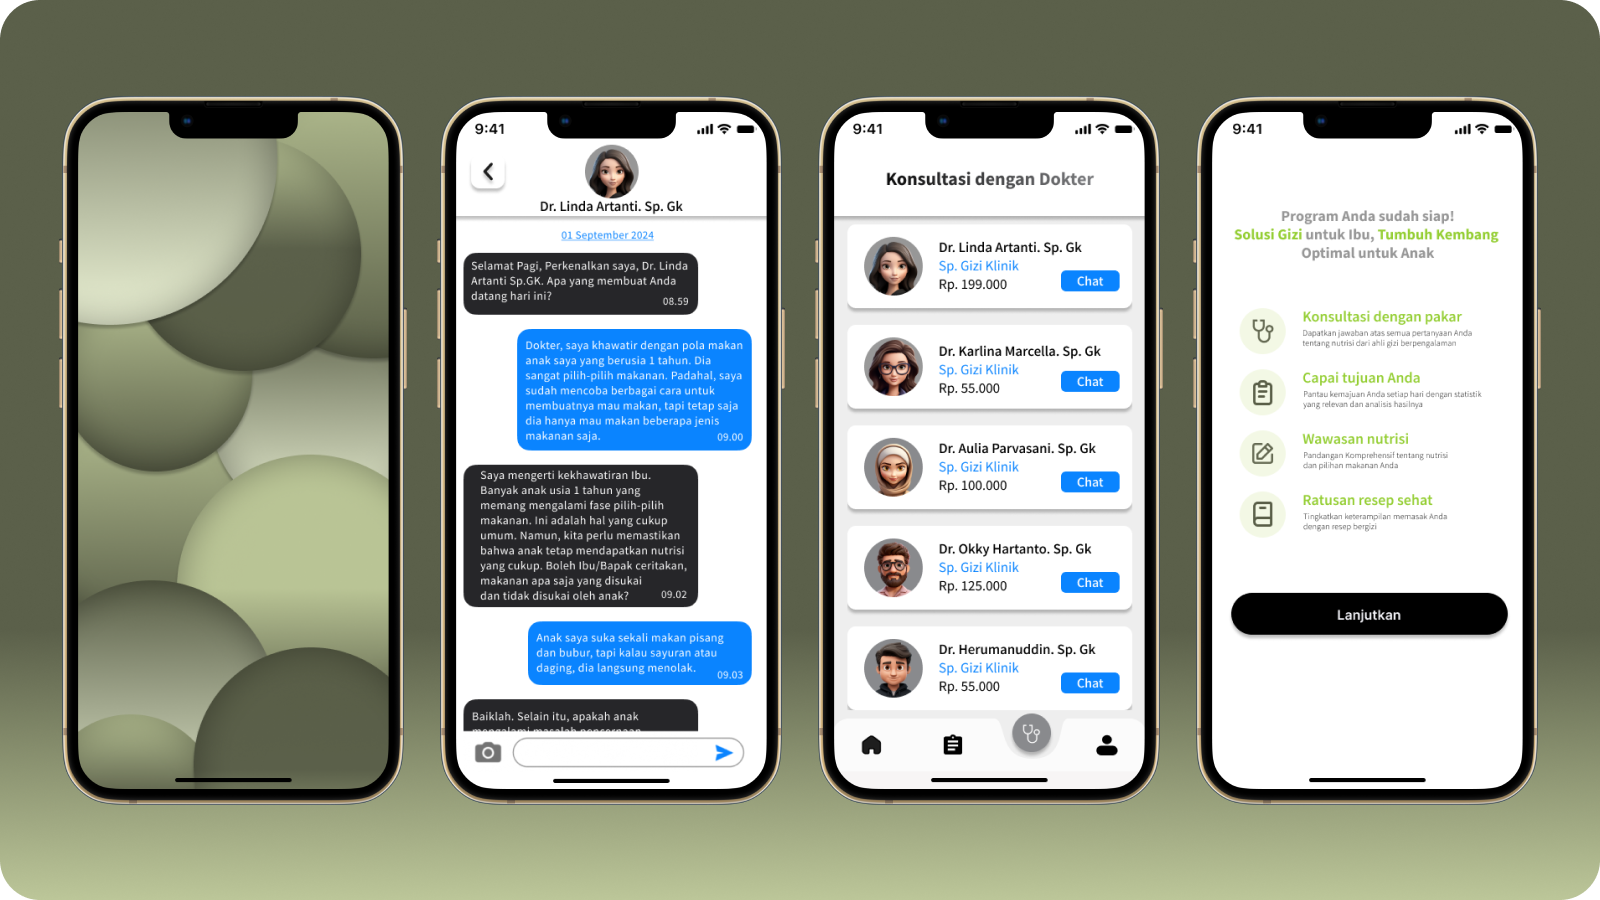 9:41
Dr. Linda Artanti. Sp. Gk
01 September 2024
Selamat Pagi, Perkenalkan saya, Dr. Linda
Artanti Sp.GK. Apa yang membuat Anda
datang hari ini?
08.59
Dokter, saya khawatir dengan pola makan
anak saya yang berusia 1 tahun. Dia
sangat pilih-pilih makanan. Padahal, saya
sudah mencoba berbagai cara untuk
membuatnya mau makan, tapi tetap saja
dia hanya mau makan beberapa jenis
makanan saja.
09.00
Saya mengerti kekhawatiran Ibu.
Banyak anak usia 1 tahun yang
memang mengalami fase pilih-pilih
makanan. Ini adalah hal yang cukup
umum. Namun, kita perlu memastikan
bahwa anak tetap mendapatkan nutrisi
yang cukup. Boleh Ibu/Bapak ceritakan,
makanan apa saja yang disukai
dan tidak disukai oleh anak?
09.02
Anak saya suka sekali makan pisang
dan bubur, tapi kalau sayuran atau
daging, dia langsung menolak.
09.03
Baiklah. Selain itu, apakah anak
mengalami masalah pencernaan
9:41
Konsultasi dengan Dokter
Dr. Linda Artanti. Sp. Gk
Sp. Gizi Klinik
Rp. 199.000
Chat
Dr. Karlina Marcella. Sp. Gk
Sp. Gizi Klinik
Rp. 55.000
Chat
Dr. Aulia Parvasani. Sp. Gk
Sp. Gizi Klinik
Rp. 100.000
Chat
Dr. Okky Hartanto. Sp. Gk
Sp. Gizi Klinik
Rp. 125.000
Chat
Dr. Herumanuddin. Sp. Gk
Sp. Gizi Klinik
Rp. 55.000
Chat
9:41
Program Anda sudah siap!
Solusi Gizi untuk Ibu, Tumbuh Kembang
Optimal untuk Anak
Konsultasi dengan pakar
Dapatkan jawaban atas semua pertanyaan Anda
tentang nutrisi dari ahli gizi berpengalaman
Capai tujuan Anda
Pantau kemajuan Anda setiap hari dengan statistik
yang relevan dan analisis hasilnya
Wawasan nutrisi
Pandangan Komprehensif tentang nutrisi
dan pilihan makanan Anda
Ratusan resep sehat
Tingkatkan keterampilan memasak Anda
dengan resep bergizi
Lanjutkan